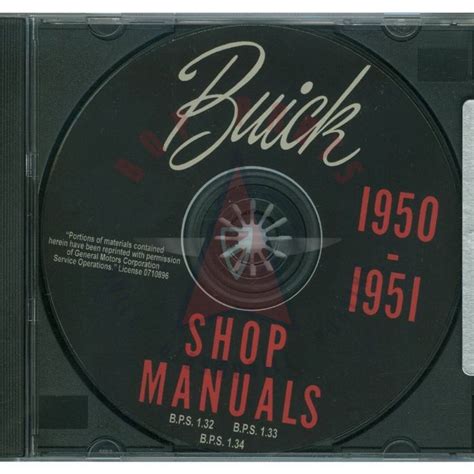 Buick
1950
-
1951
"Portions of materials contained
herein have been reprinted with permission
of General Motors Corporation
Service Operations." License 0710896
SHOP
MANUALS
B.P.S. 1.32 B.P.S. 1.33
B.P.S. 1.34